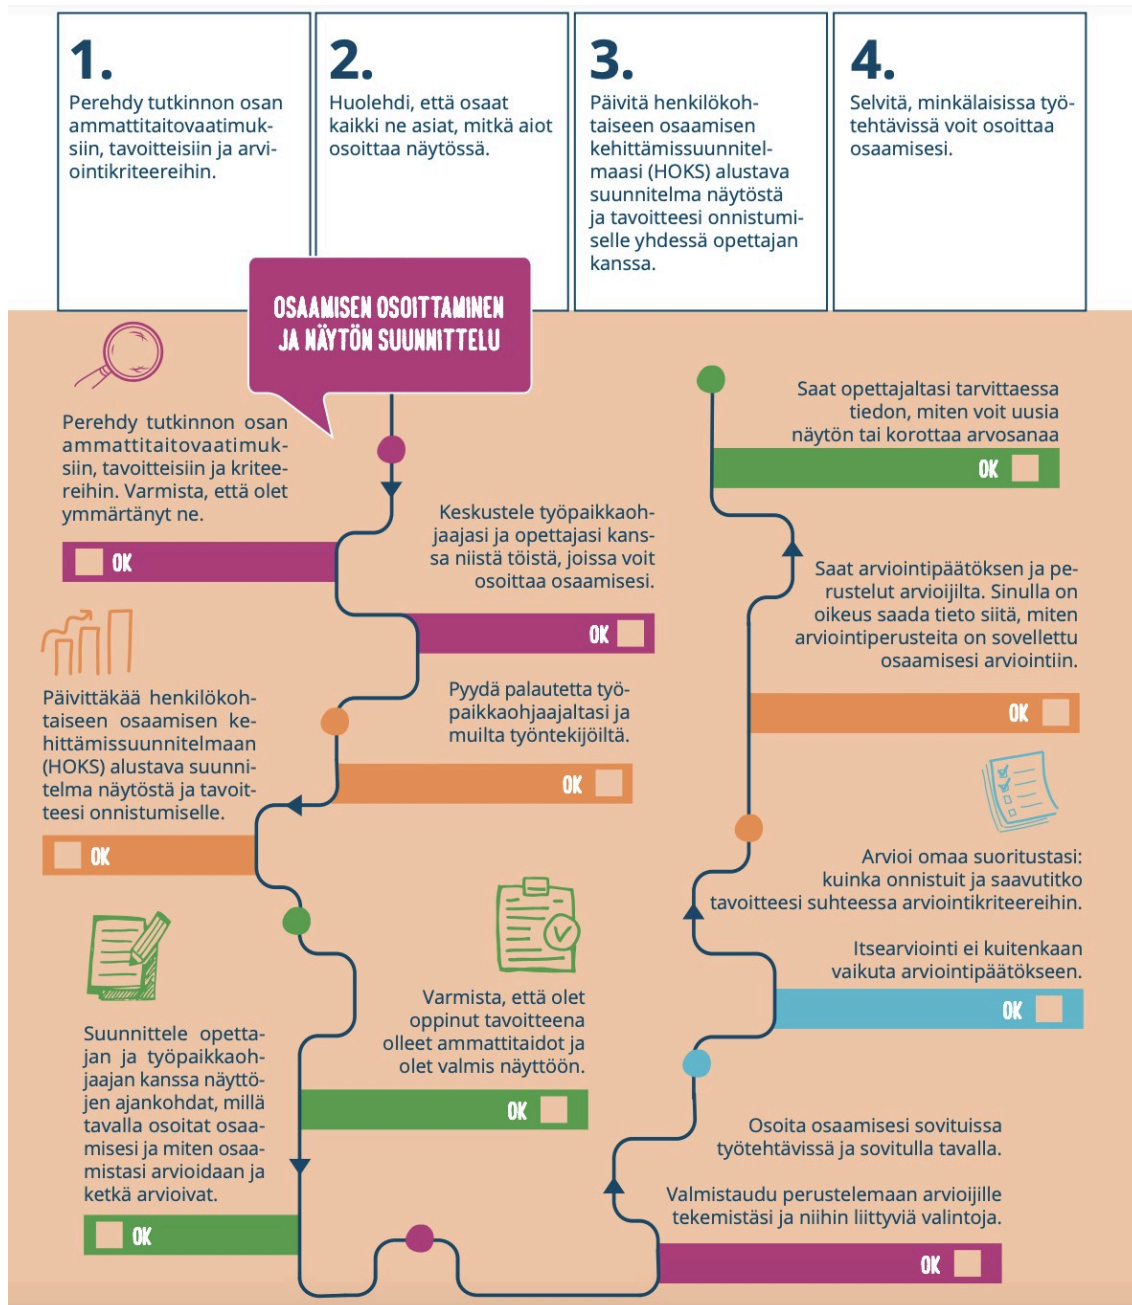 1.
Perehdy tutkinnon osan
ammattitaitovaatimuk-
siin, tavoitteisiin ja arvi-
ointikriteereihin.
2.
Huolehdi, että osaat
kaikki ne asiat, mitkä aiot
osoittaa näytössä.
3.
Päivitä henkilökoh-
taiseen osaamisen
kehittämissuunnitel-
maasi (HOKS) alustava
suunnitelma näytöstä
ja tavoitteesi onnistumi-
selle yhdessä opettajan
kanssa.
4.
Selvitä, minkälaisissa työ-
tehtävissä voit osoittaa
osaamisesi.
OSAAMISEN OSOITTAMINEN
JA NÄYTÖN SUUNNITTELU
Perehdy tutkinnon osan
ammattitaitovaatimuk-
siin, tavoitteisiin ja kritee-
reihin. Varmista, että olet
ymmärtänyt ne.
OK
Keskustele työpaikkaoh-
jaajasi ja opettajasi kans-
sa niistä töistä, joissa voit
osoittaa osaamisesi.
OK
Pyydä palautetta työ-
paikkaohjaajaltasi ja
muilta työntekijöiltä.
OK
Päivittäkää henkilökoh-
taiseen osaamisen ke-
hittämissuunnitelmaan
(HOKS) alustava suunni-
telma näytöstä ja tavoit-
teesi onnistumiselle.
OK
Varmista, että olet
oppinut tavoitteena
olleet ammattitaidot ja
olet valmis näyttöön.
OK
Suunnittele opetta-
jan ja työpaikkaoh-
jaajan kanssa näyttö-
jen ajankohdat, millä
tavalla osoitat osaa-
misesi ja miten osaa-
mistasi arvioidaan ja
ketkä arvioivat.
OK
Osoita osaamisesi sovituissa
työtehtävissä ja sovitulla tavalla.
Valmistaudu perustelemaan arvioijille
tekemistäsi ja niihin liittyviä valintoja.
OK
Arvioi omaa suoritustasi:
kuinka onnistuit ja saavutitko
tavoitteesi suhteessa arviointikriteereihin.
Itsearviointi ei kuitenkaan
vaikuta arviointipäätökseen.
OK
Saat arviointipäätöksen ja pe-
rustelut arvioijilta. Sinulla on
oikeus saada tieto siitä, miten
arviointiperusteita on sovellettu
osaamisesi arviointiin.
OK
Saat opettajaltasi tarvittaessa
tiedon, miten voit uusia
näytön tai korottaa arvosanaa
OK